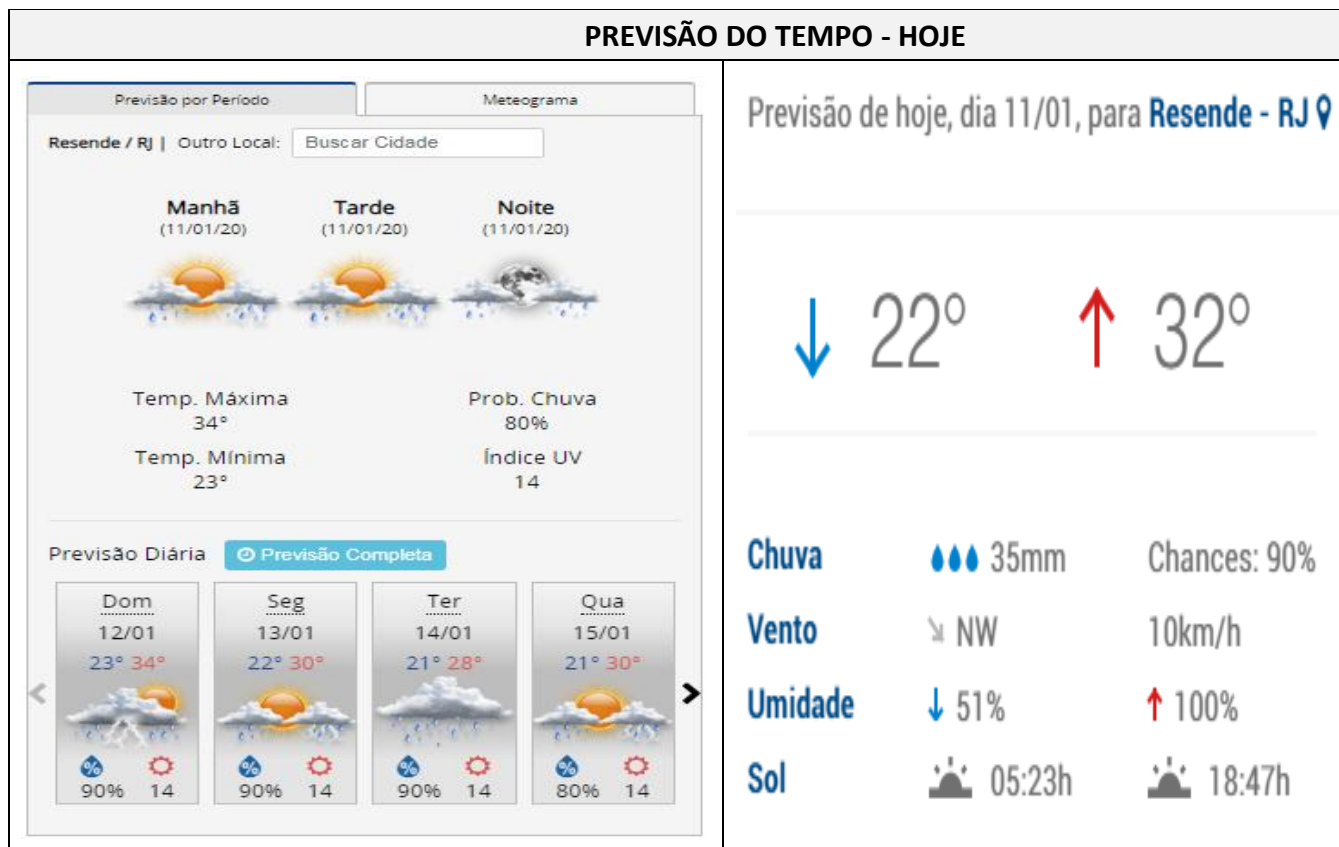 PREVISÃO DO TEMPO - HOJE
Previsão por Período Meteograma
Resende / RJ | Outro Local: Buscar Cidade
Manhã Tarde Noite
(11/01/20) (11/01/20) (11/01/20)
Temp. Máxima Prob. Chuva
34° 80%
Temp. Mínima Índice UV
23° 14
Previsão Diária Previsão Completa
Dom Seg Ter Qua
12/01 13/01 14/01 15/01
23° 34° 22° 30° 21° 28° 21° 30°
% % % %
90% 14 90% 14 90% 14 80% 14
Previsão de hoje, dia 11/01, para Resende - RJ
↓ 22° ↑ 32°
Chuva 35mm Chances: 90%
Vento NW 10km/h
Umidade ↓ 51% ↑ 100%
Sol 05:23h 18:47h